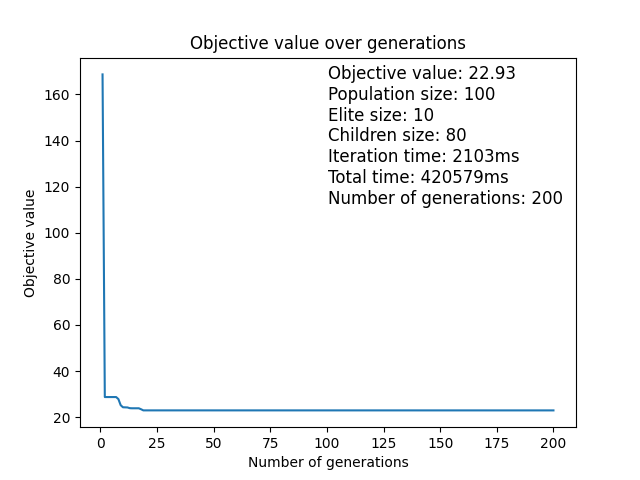 Objective value over generations
Objective value: 22.93
Population size: 100
Elite size: 10
Children size: 80
Iteration time: 2103ms
Total time: 420579ms
Number of generations: 200
Objective value
160
140
120
100
80
60
40
20
0 25 50 75 100 125 150 175 200
Number of generations